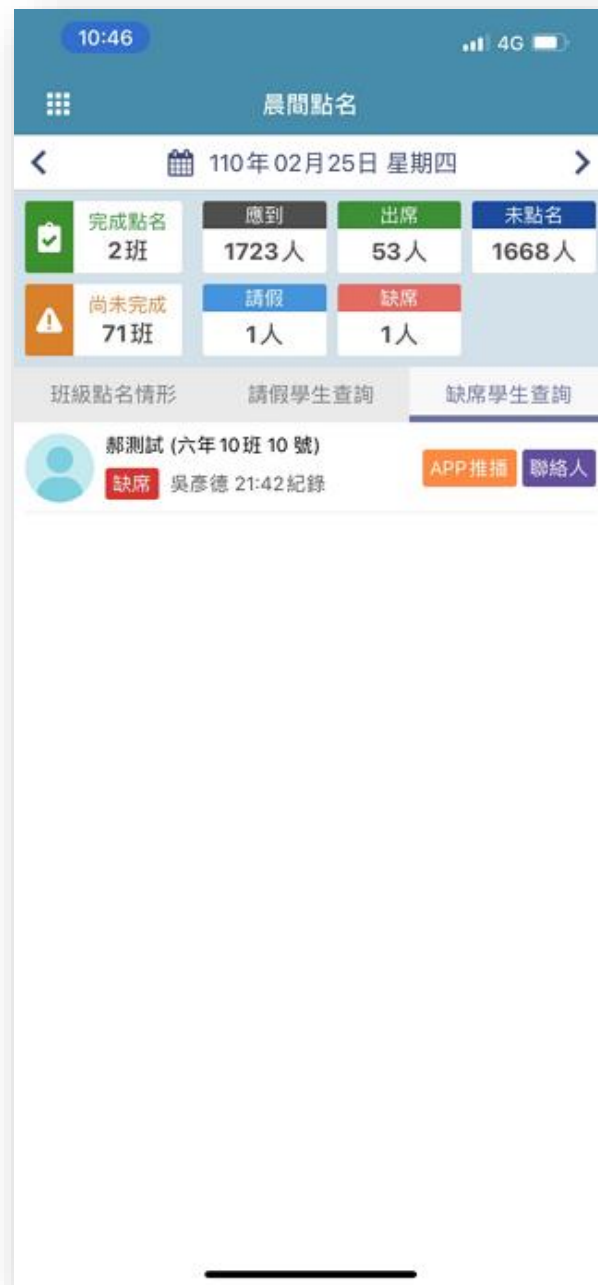 10:46 4G
晨間點名
110年02月25日 星期四
完成點名 應到 出席 未點名
2班 1723人 53人 1668人
尚未完成 請假 缺席
71班 1人 1人
班級點名情形 請假學生查詢 缺席學生查詢
郝測試 (六年10班 10 號)
缺席 吳彥德 21:42紀錄 APP推播 聯絡人